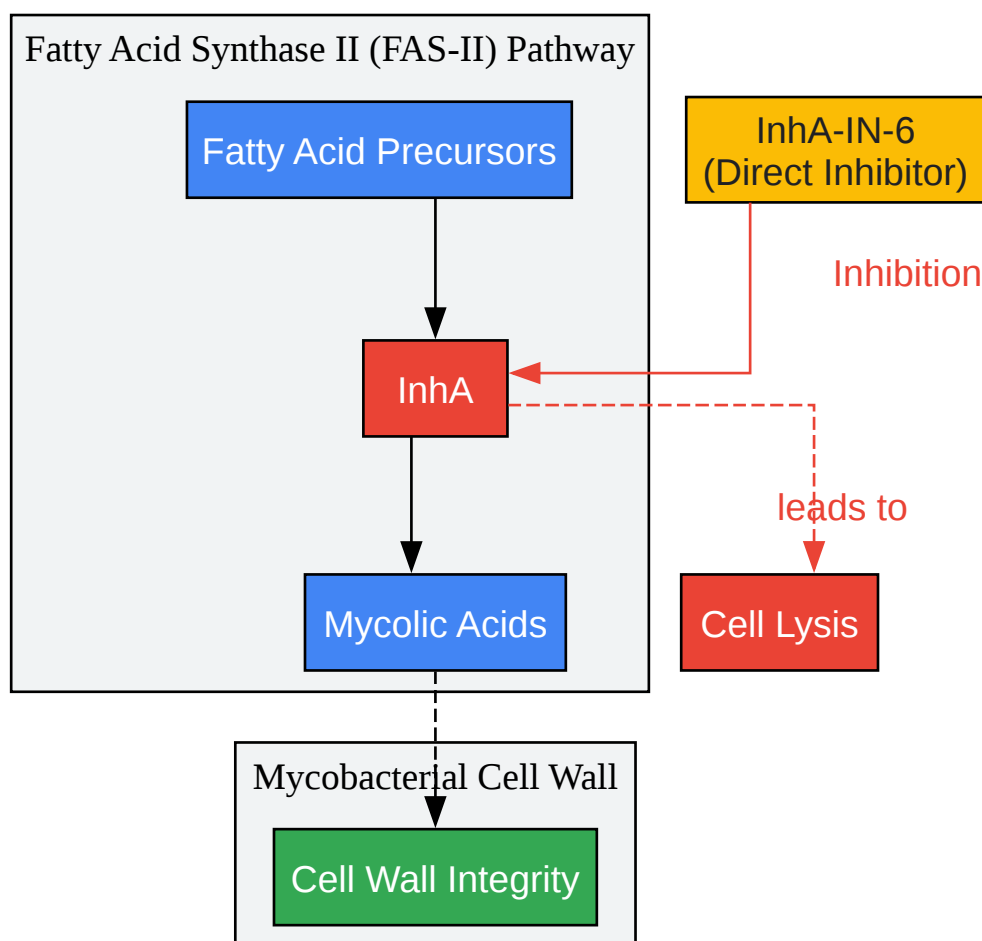 Fatty Acid Synthase II (FAS-II) Pathway
Fatty Acid Precursors
InhA-IN-6
(Direct Inhibitor)
Inhibition
InhA
leads to
Mycolic Acids
Cell Lysis
Mycobacterial Cell Wall
Cell Wall Integrity